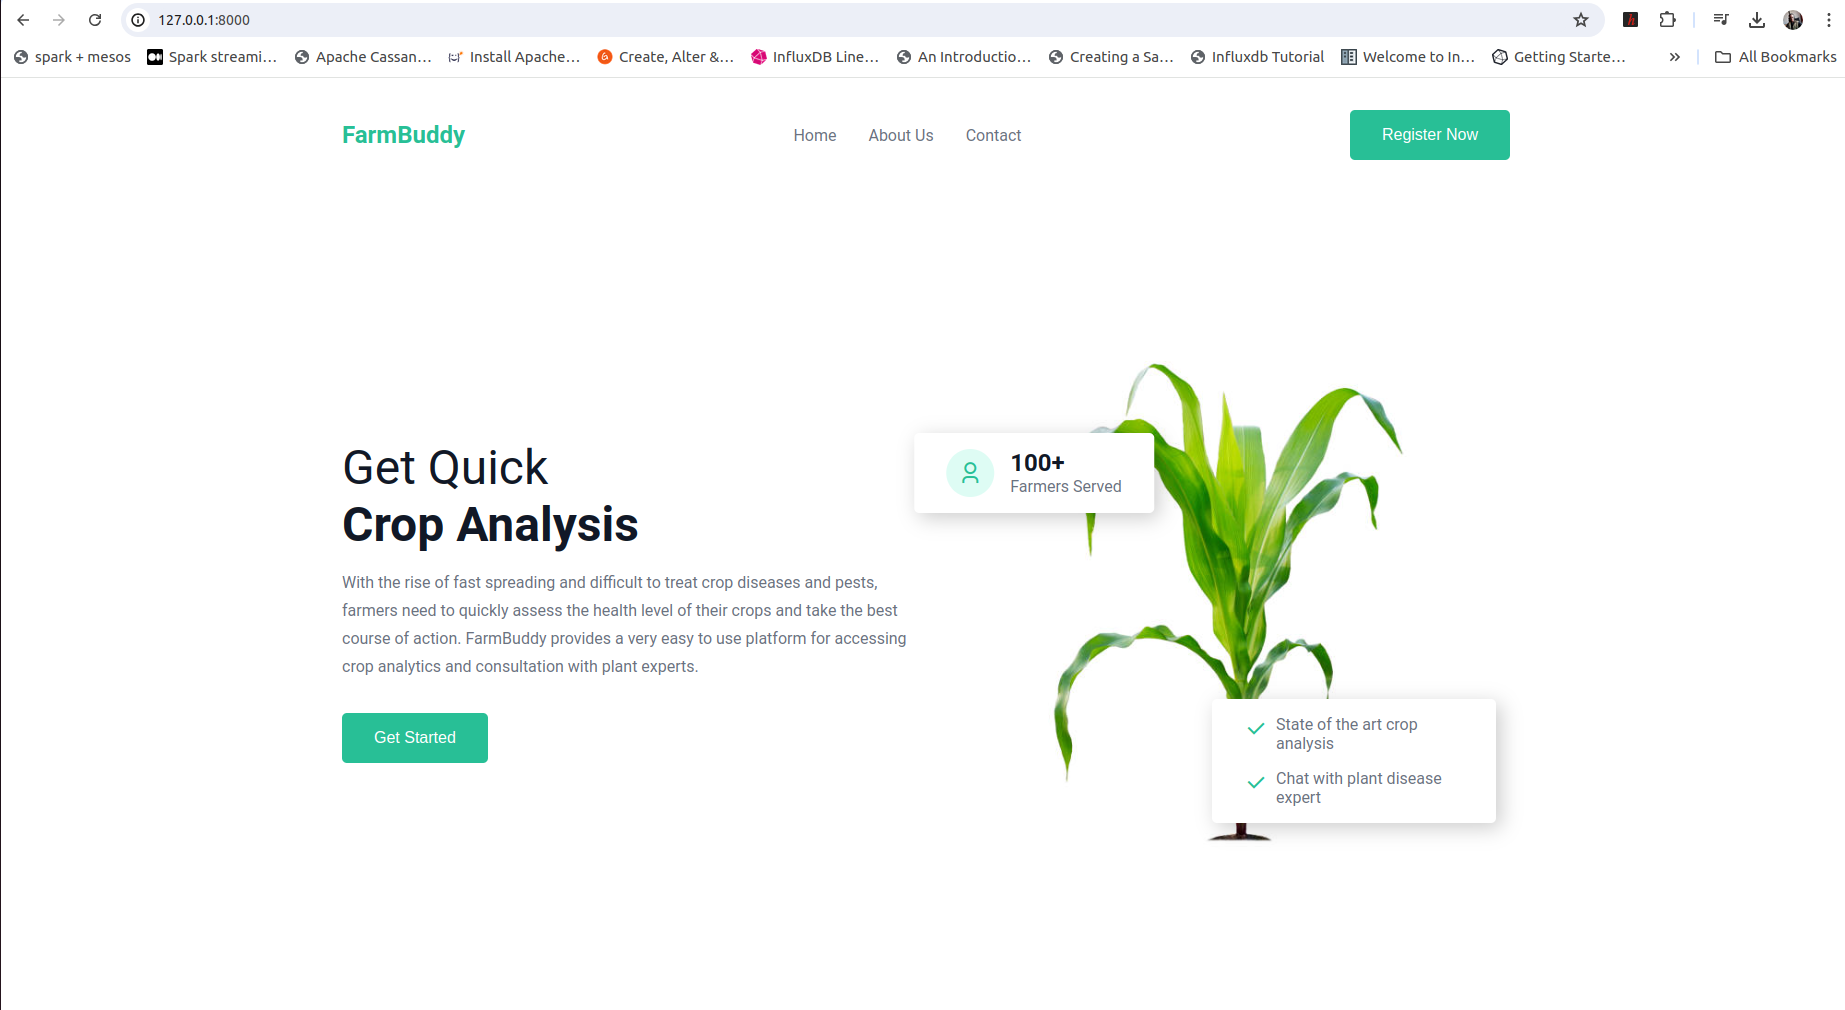 127.0.0.1:8000
spark + mesos
Spark streami...
Apache Cassan...
Install Apache...
Create, Alter &...
InfluxDB Line...
An Introductio...
Creating a Sa...
Influxdb Tutorial
Welcome to In...
Getting Starte...
All Bookmarks
FarmBuddy
Home
About Us
Contact
Register Now
Get Quick
Crop Analysis
With the rise of fast spreading and difficult to treat crop diseases and pests,
farmers need to quickly assess the health level of their crops and take the best
course of action. FarmBuddy provides a very easy to use platform for accessing
crop analytics and consultation with plant experts.
Get Started
100+
Farmers Served
State of the art crop
analysis
Chat with plant disease
expert